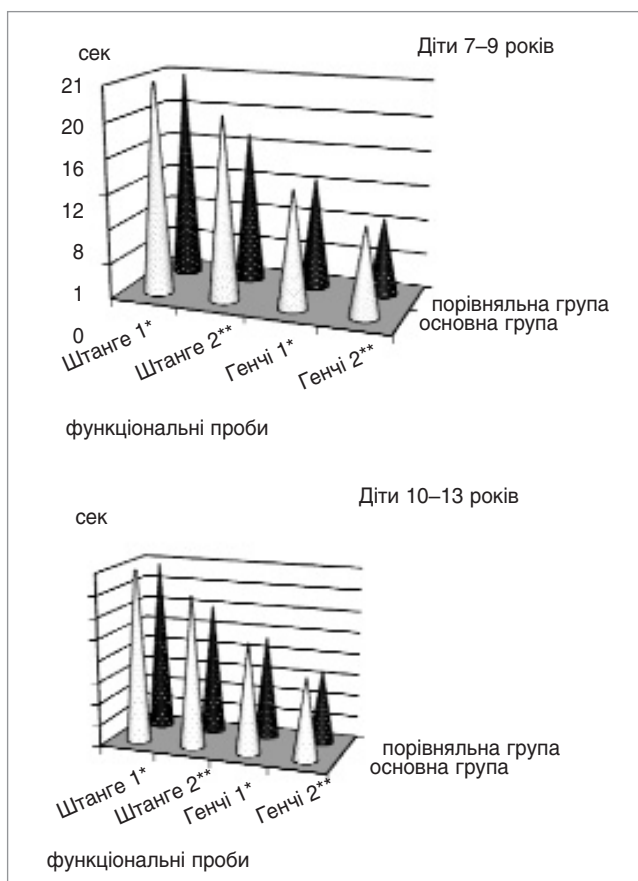 Діти 7–9 років
сек
21
20
16
12
8
1
0
порівняльна група
основна група
Штанге 1*
Штанге 2**
Генчі 1*
Генчі 2**
функціональні проби
Діти 10–13 років
сек
порівняльна група
основна група
Штанге 1*
Штанге 2**
Генчі 1*
Генчі 2**
функціональні проби